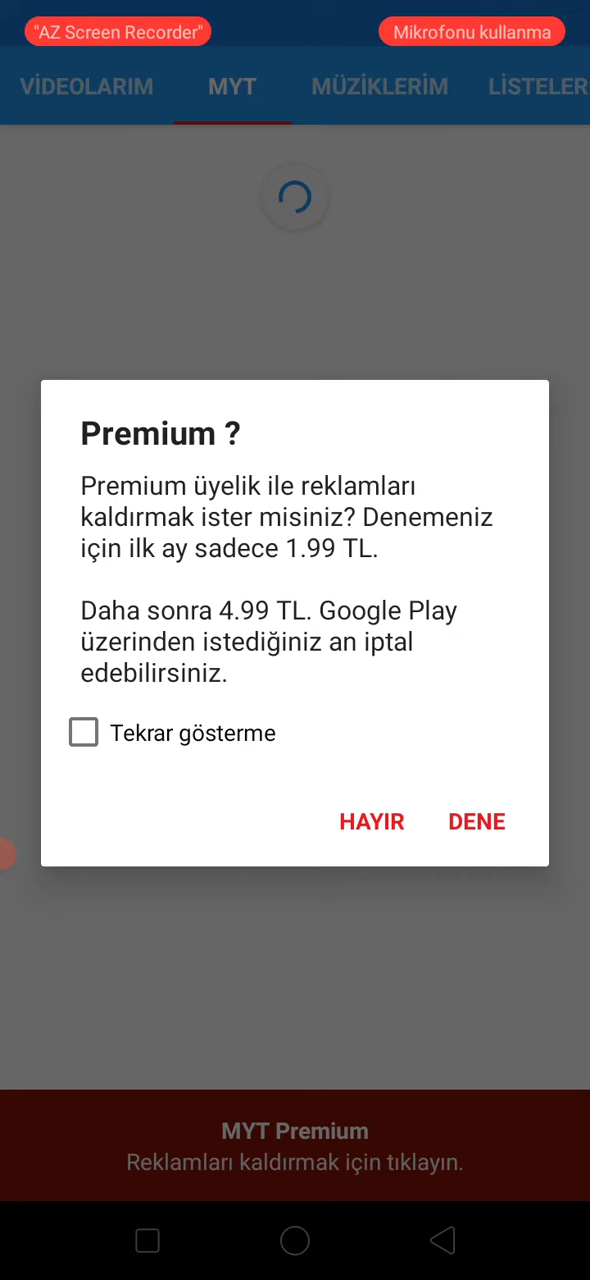 "AZ Screen Recorder"
Mikrofonu kullanma
VİDEOLARIM
MYT
MÜZİKLERİM
LİSTELER
Premium ?
Premium üyelik ile reklamları
kaldırmak ister misiniz? Denemeniz
için ilk ay sadece 1.99 TL.
Daha sonra 4.99 TL. Google Play
üzerinden istediğiniz an iptal
edebilirsiniz.
Tekrar gösterme
HAYIR
DENE
MYT Premium
Reklamları kaldırmak için tıklayın.